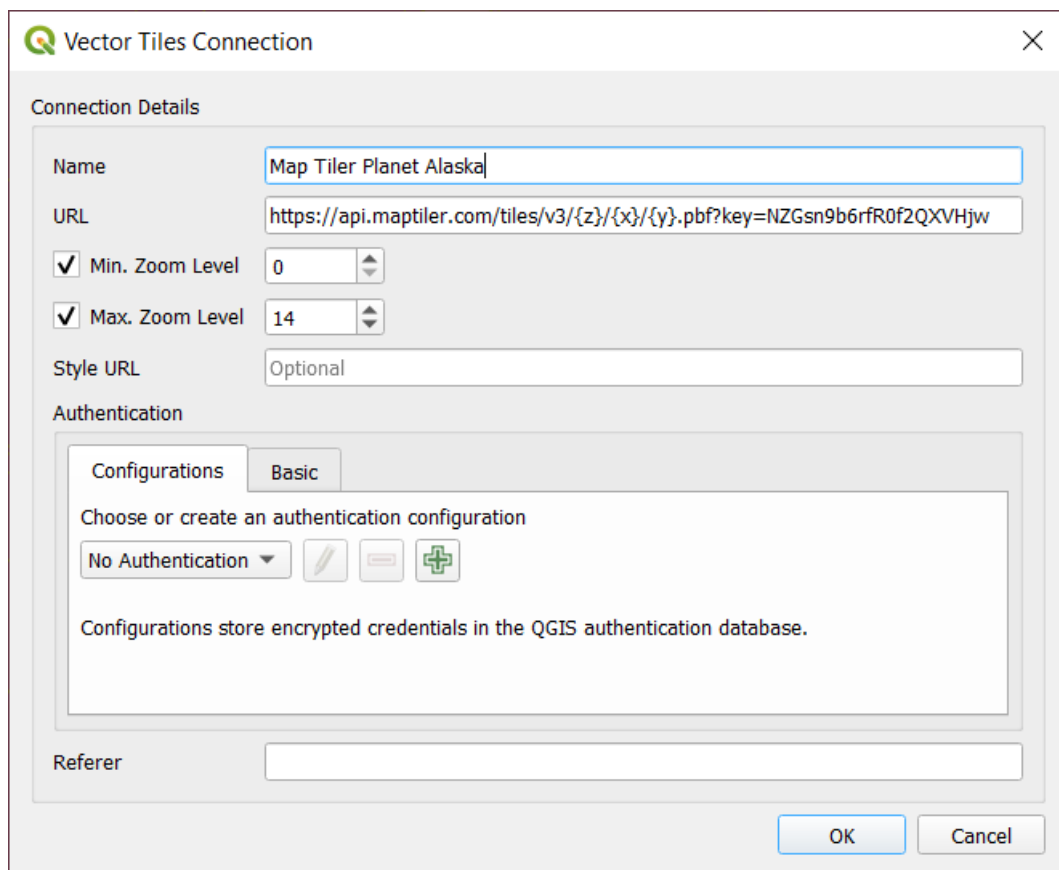 Vector Tiles Connection
Connection Details
Name Map Tiler Planet Alaska
URL https://api.maptiler.com/tiles/v3/{z}/{x}/{y}.pbf?key=NZGsn9b6rfR0f2QXVHjw
Min. Zoom Level 0
Max. Zoom Level 14
Style URL Optional
Authentication
Configurations Basic
Choose or create an authentication configuration
No Authentication
Configurations store encrypted credentials in the QGIS authentication database.
Referer
OK Cancel